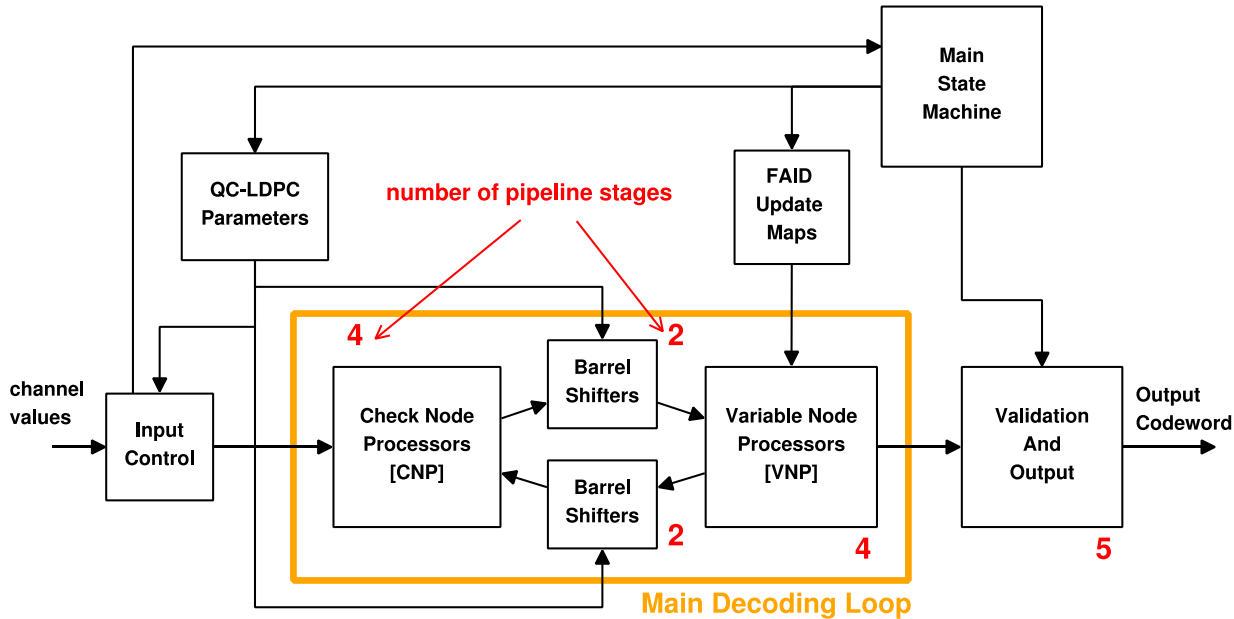 Main
State
Machine
QC-LDPC
Parameters
number of pipeline stages
FAID
Update
Maps
4
2
channel
values
Input
Control
Check Node
Processors
[CNP]
Barrel
Shifters
Barrel
Shifters
2
Variable Node
Processors
[VNP]
4
Validation
And
Output
5
Output
Codeword
Main Decoding Loop